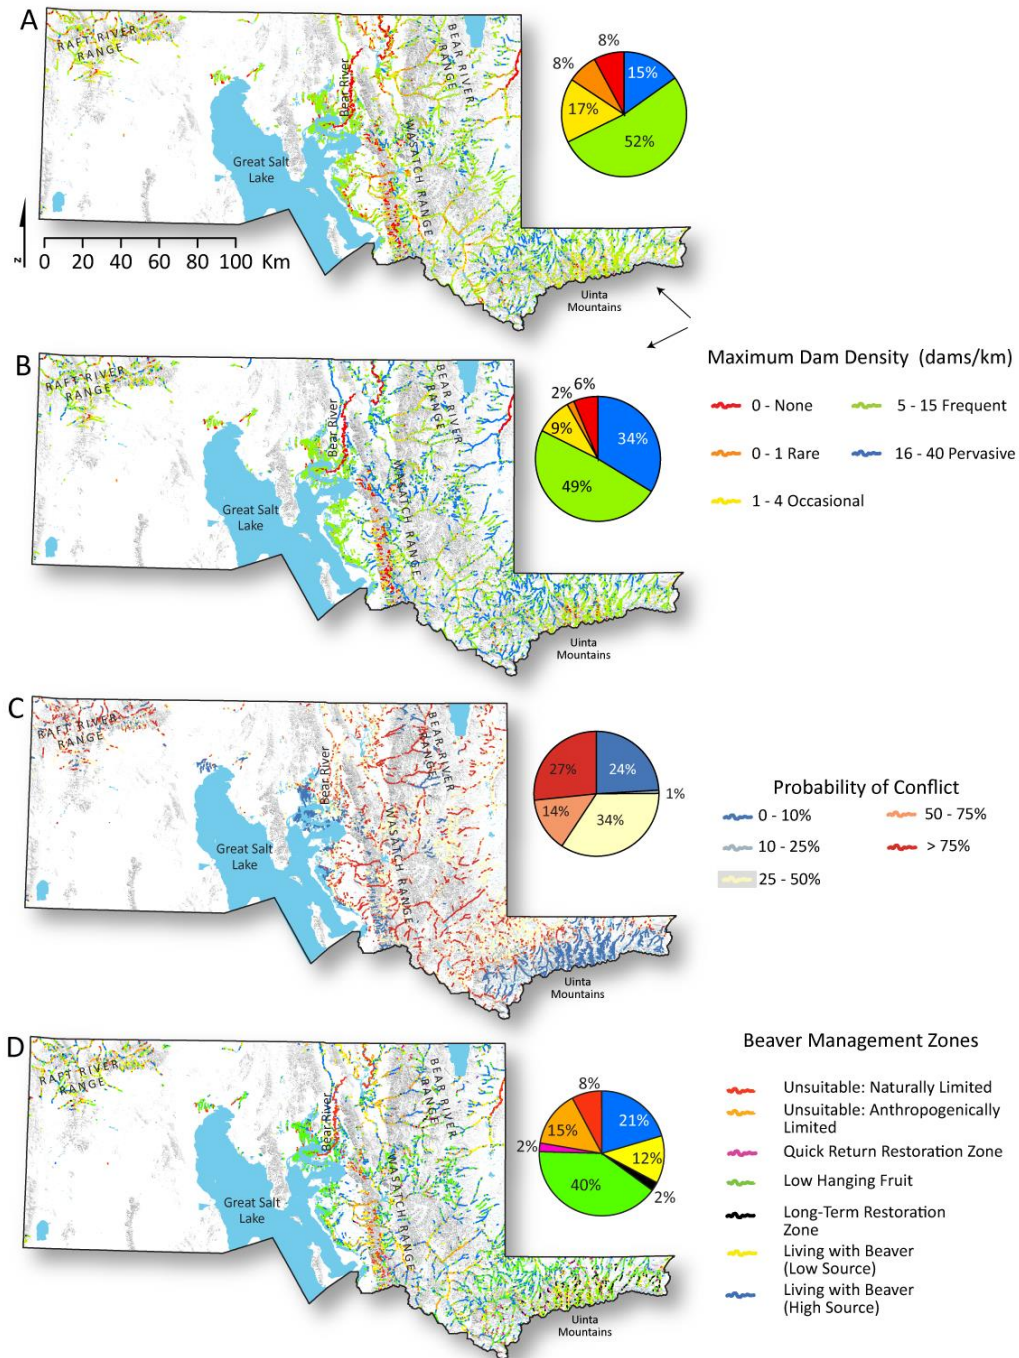 A
RAFT RIVER
RANGE
Bear River
BEAR RIVER
RANGE
WASATCH RANGE
Great Salt
Lake
Uinta
Mountains
N
0 20 40 60 80 100 Km
8%
8%
15%
17%
52%
B
RAFT RIVER
RANGE
Bear River
BEAR RIVER
RANGE
WASATCH RANGE
Great Salt
Lake
Uinta
Mountains
2%
6%
9%
34%
49%
Maximum Dam Density (dams/km)
0 - None
5 - 15 Frequent
0 - 1 Rare
16 - 40 Pervasive
1 - 4 Occasional
C
RAFT RIVER
RANGE
Bear River
BEAR RIVER
RANGE
WASATCH RANGE
Great Salt
Lake
Uinta
Mountains
27%
24%
1%
14%
34%
Probability of Conflict
0 - 10%
50 - 75%
10 - 25%
> 75%
25 - 50%
D
RAFT RIVER
RANGE
Bear River
BEAR RIVER
RANGE
WASATCH RANGE
Great Salt
Lake
Uinta
Mountains
8%
21%
15%
2%
12%
40%
2%
Beaver Management Zones
Unsuitable: Naturally Limited
Unsuitable: Anthropogenically
Limited
Quick Return Restoration Zone
Low Hanging Fruit
Long-Term Restoration
Zone
Living with Beaver
(Low Source)
Living with Beaver
(High Source)